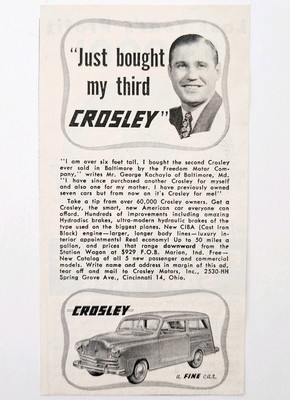 "Just bought
my third
CROSLEY"
"I am over six feet tall. I bought the second Crosley
ever sold in Baltimore by the Freedom Motor Com-
pany," writes Mr. George Kachaylo of Baltimore, Md.
"I have since purchased another Crosley for myself
and also one for my mother. I have previously owned
seven cars but from now on it's Crosley for me!"
Take a tip from over 60,000 Crosley owners. Get a
Crosley, the smart, new American car everyone can
afford. Hundreds of improvements including amazing
Hydradisc brakes, ultra-modern hydraulic brakes of the
type used on the biggest planes. New CIBA (Cast Iron
Block) engine—larger, longer body lines—luxury in-
terior appointments! Real economy! Up to 50 miles a
gallon, and prices that range downward from the
Station Wagon at $929 F.O.B. Marion, Ind. Free—
New Catalog of all 5 new passenger and commercial
models. Write name and address in margin of this ad,
tear off and mail to Crosley Motors, Inc., 2530-HH
Spring Grove Ave., Cincinnati 14, Ohio.
CROSLEY
a FINE car